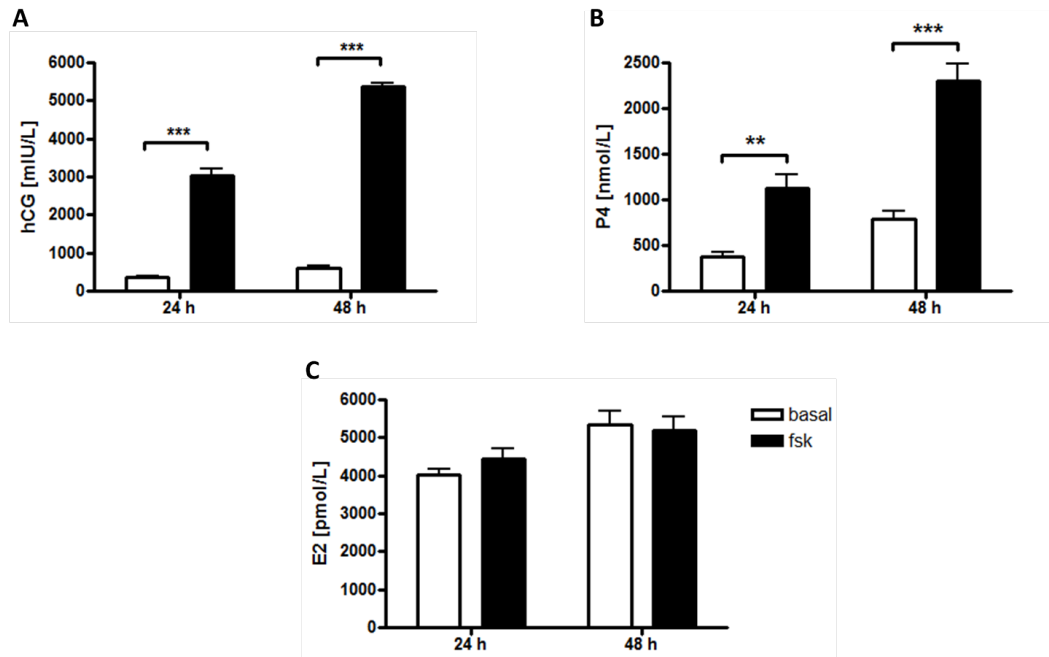 A
hCG [mIU/L]
6000
5000
4000
3000
2000
1000
0
***
***
24 h
48 h
B
P4 [nmol/L]
2500
2000
1500
1000
500
0
**
***
24 h
48 h
C
E2 [pmol/L]
6000
5000
4000
3000
2000
1000
0
24 h
48 h
basal
fsk